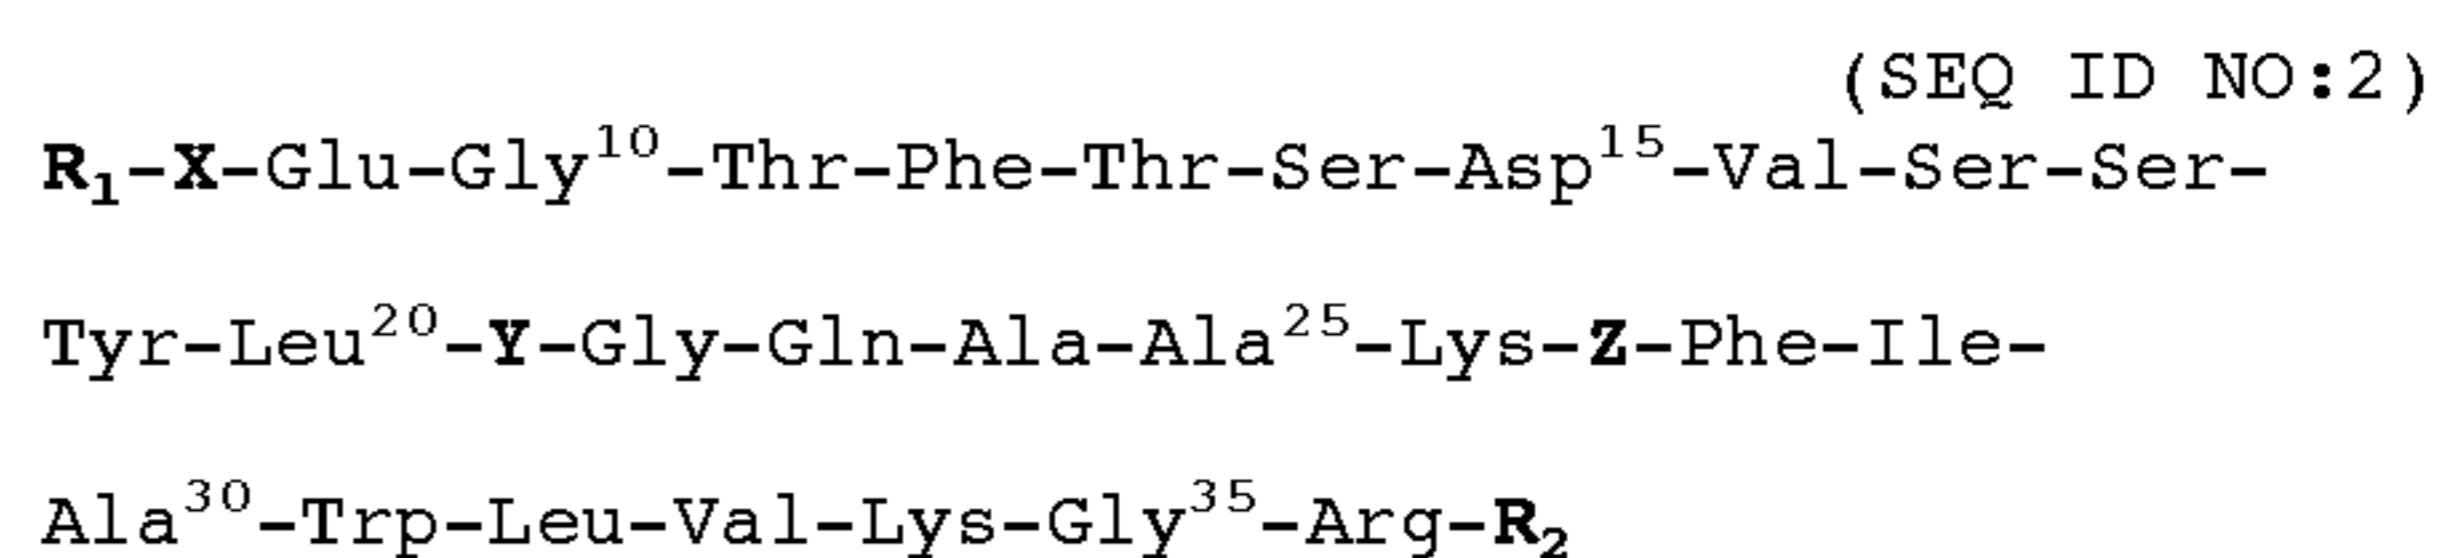 (SEQ ID NO:2)
R₁-X-Glu-Gly¹⁰-Thr-Phe-Thr-Ser-Asp¹⁵-Val-Ser-Ser-
Tyr-Leu²⁰-Y-Gly-Gln-Ala-Ala²⁵-Lys-Z-Phe-Ile-
Ala³⁰-Trp-Leu-Val-Lys-Gly³⁵-Arg-R₂